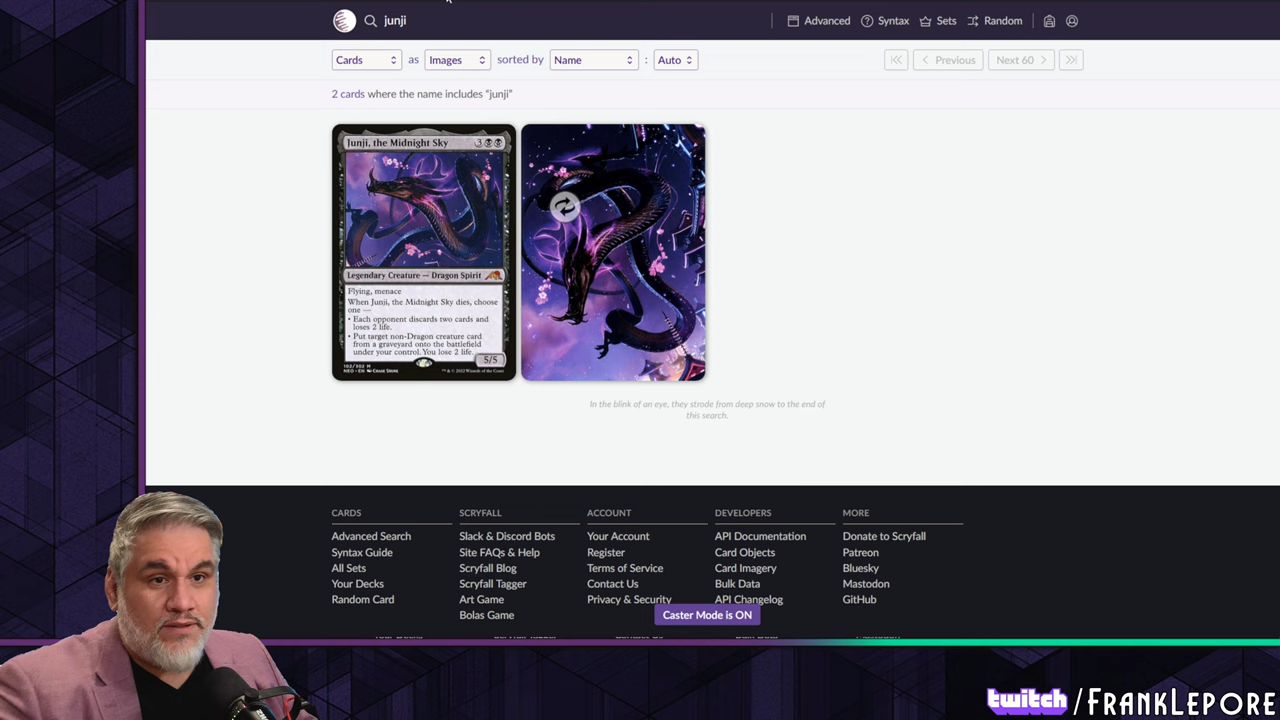 junji
Advanced
Syntax
Sets
Random
Cards
as
Images
sorted by
Name
:
Auto
Previous
Next 60
2 cards where the name includes “junji”
Junji, the Midnight Sky 3
Legendary Creature — Dragon Spirit
Flying, menace
When Junji, the Midnight Sky dies, choose
one —
• Each opponent discards two cards and
loses 2 life.
• Put target non-Dragon creature card
from a graveyard onto the battlefield
under your control. You lose 2 life.
5/5
102/302 M
NEO • EN
In the blink of an eye, they strode from deep snow to the end of
this search.
CARDS
Advanced Search
Syntax Guide
All Sets
Your Decks
Random Card
SCRYFALL
Slack & Discord Bots
Site FAQs & Help
Scryfall Blog
Scryfall Tagger
Art Game
Bolas Game
ACCOUNT
Your Account
Register
Terms of Service
Contact Us
Privacy & Security
DEVELOPERS
API Documentation
Card Objects
Card Imagery
Bulk Data
API Changelog
MORE
Donate to Scryfall
Patreon
Bluesky
Mastodon
GitHub
Caster Mode is ON
twitch/FRANKLEPORE